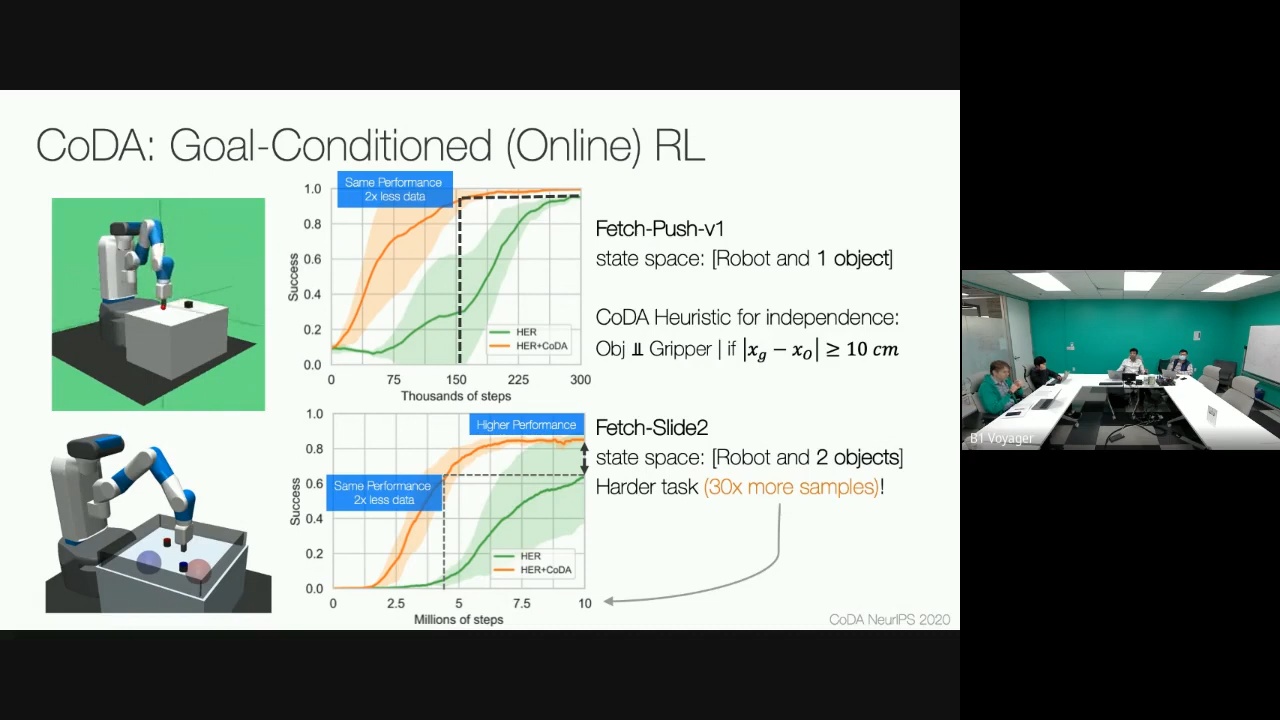 CoDA: Goal-Conditioned (Online) RL
Same Performance
2x less data
1.0
0.8
0.6
0.4
0.2
0.0
Success
HER
HER+CoDA
0
75
150
225
300
Thousands of steps
Fetch-Push-v1
state space: [Robot and 1 object]
CoDA Heuristic for independence:
Obj ⫫ Gripper | if |x_g − x_O| ≥ 10 cm
Higher Performance
Same Performance
2x less data
1.0
0.8
0.6
0.4
0.2
0.0
Success
HER
HER+CoDA
0
2.5
5
7.5
10
Millions of steps
Fetch-Slide2
state space: [Robot and 2 objects]
Harder task (30x more samples)!
CoDA NeurIPS 2020
B1 Voyager